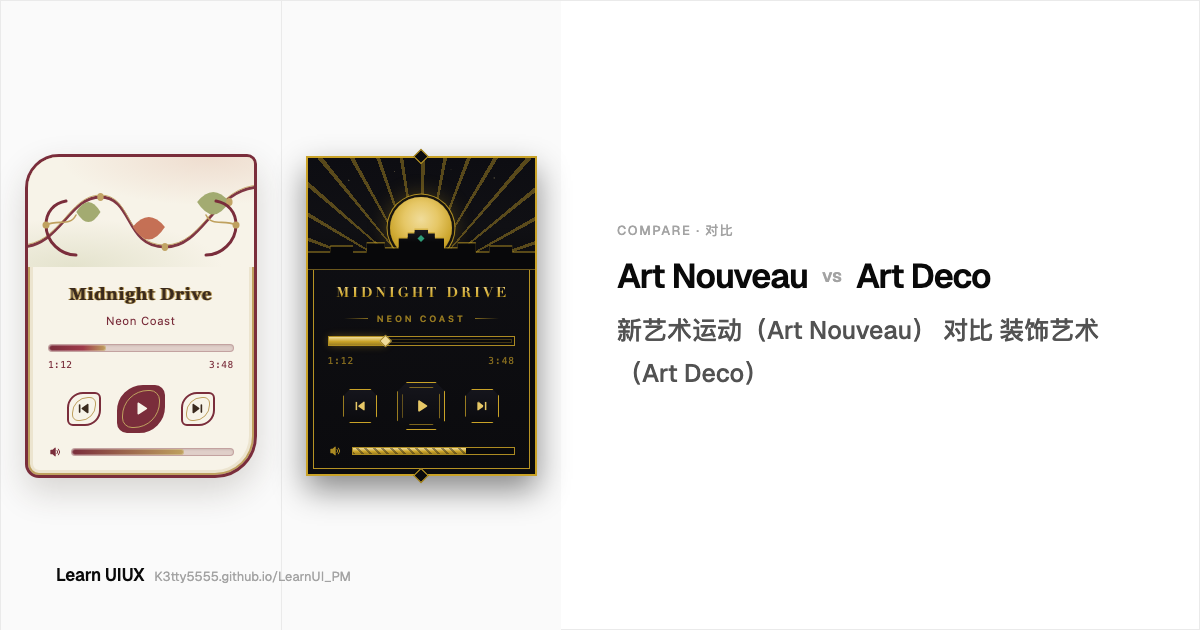 Midnight Drive
Neon Coast
1:12 3:48
MIDNIGHT DRIVE
NEON COAST
1:12 3:48
COMPARE · 对比
Art Nouveau vs Art Deco
新艺术运动（Art Nouveau） 对比 装饰艺术
（Art Deco）
Learn UIUX K3tty5555.github.io/LearnUI_PM